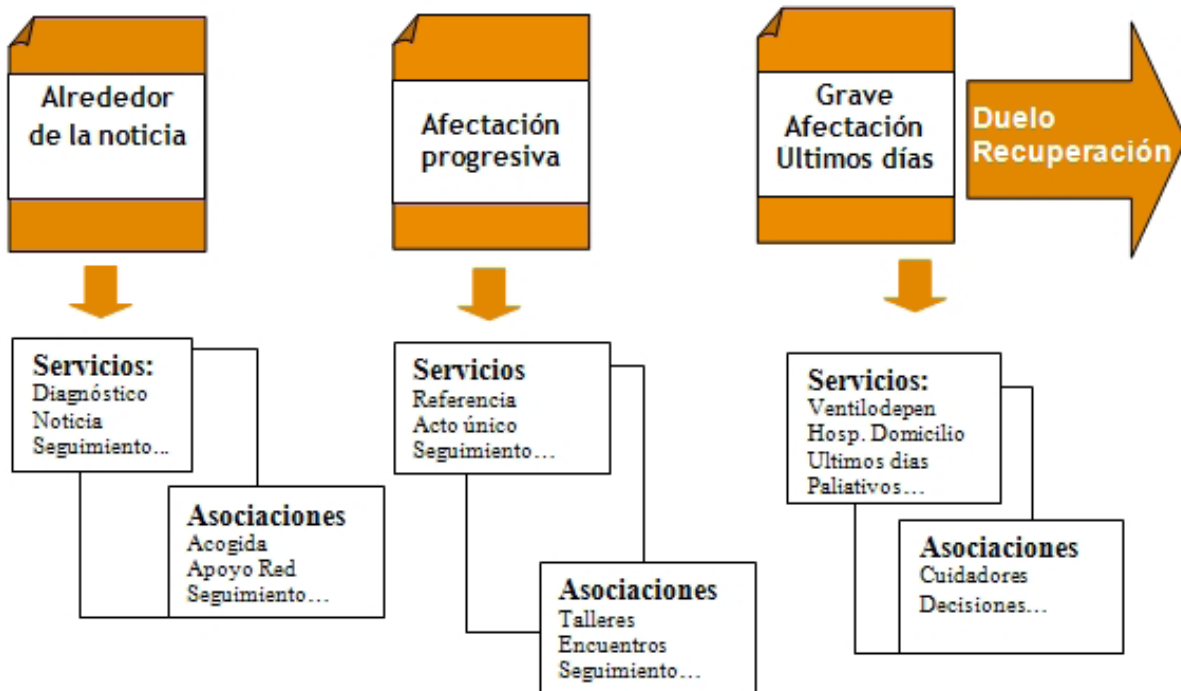 Alrededor
de la noticia
Afectación
progresiva
Grave
Afectación
Ultimos días
Duelo
Recuperación
Servicios:
Diagnóstico
Noticia
Seguimiento...
Asociaciones
Acogida
Apoyo Red
Seguimiento…
Servicios
Referencia
Acto único
Seguimiento…
Asociaciones
Talleres
Encuentros
Seguimiento…
Servicios:
Ventilodepen
Hosp. Domicilio
Ultimos dias
Paliativos…
Asociaciones
Cuidadores
Decisiones…